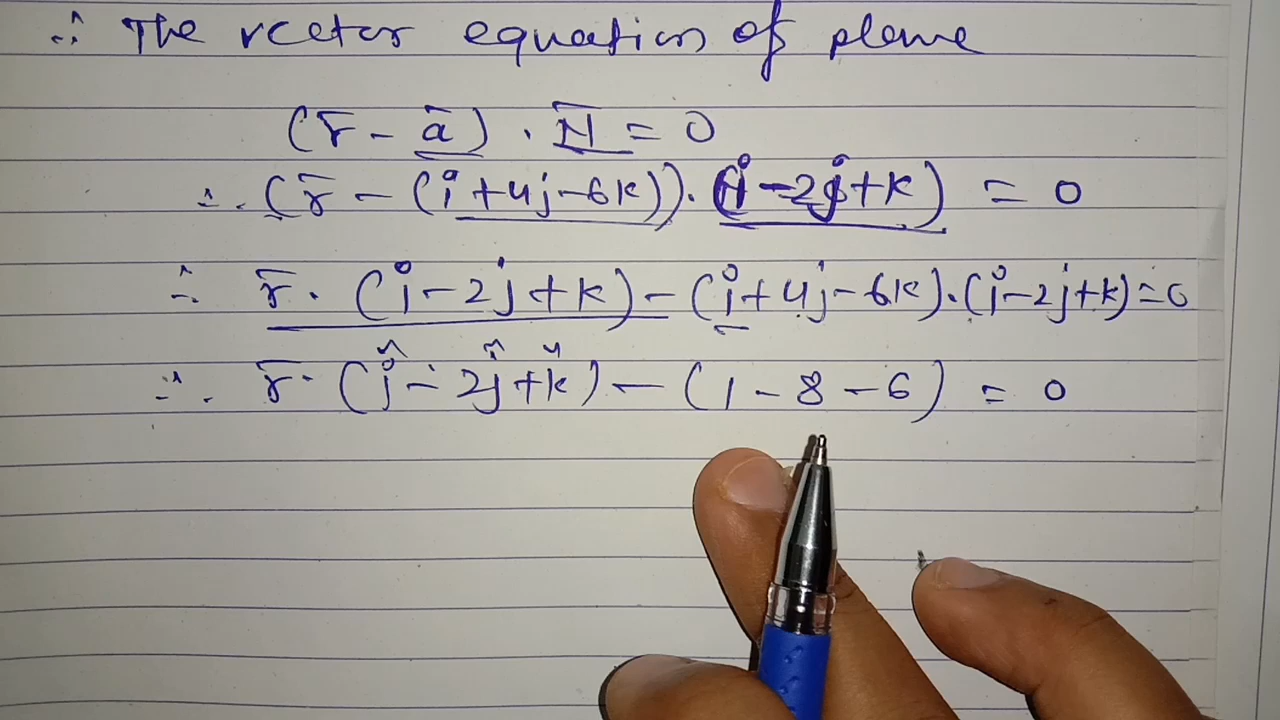 ∴ The vector equation of plane
(r̄ - ā) . N̄ = 0
∴ (r̄ - (i + 4j - 6k)). (i - 2j + k) = 0
∴ r̄ . (i - 2j + k) - (i + 4j - 6k).(i - 2j + k) = 0
∴ r̄ . (î - 2ĵ + k̂) - (1 - 8 - 6) = 0